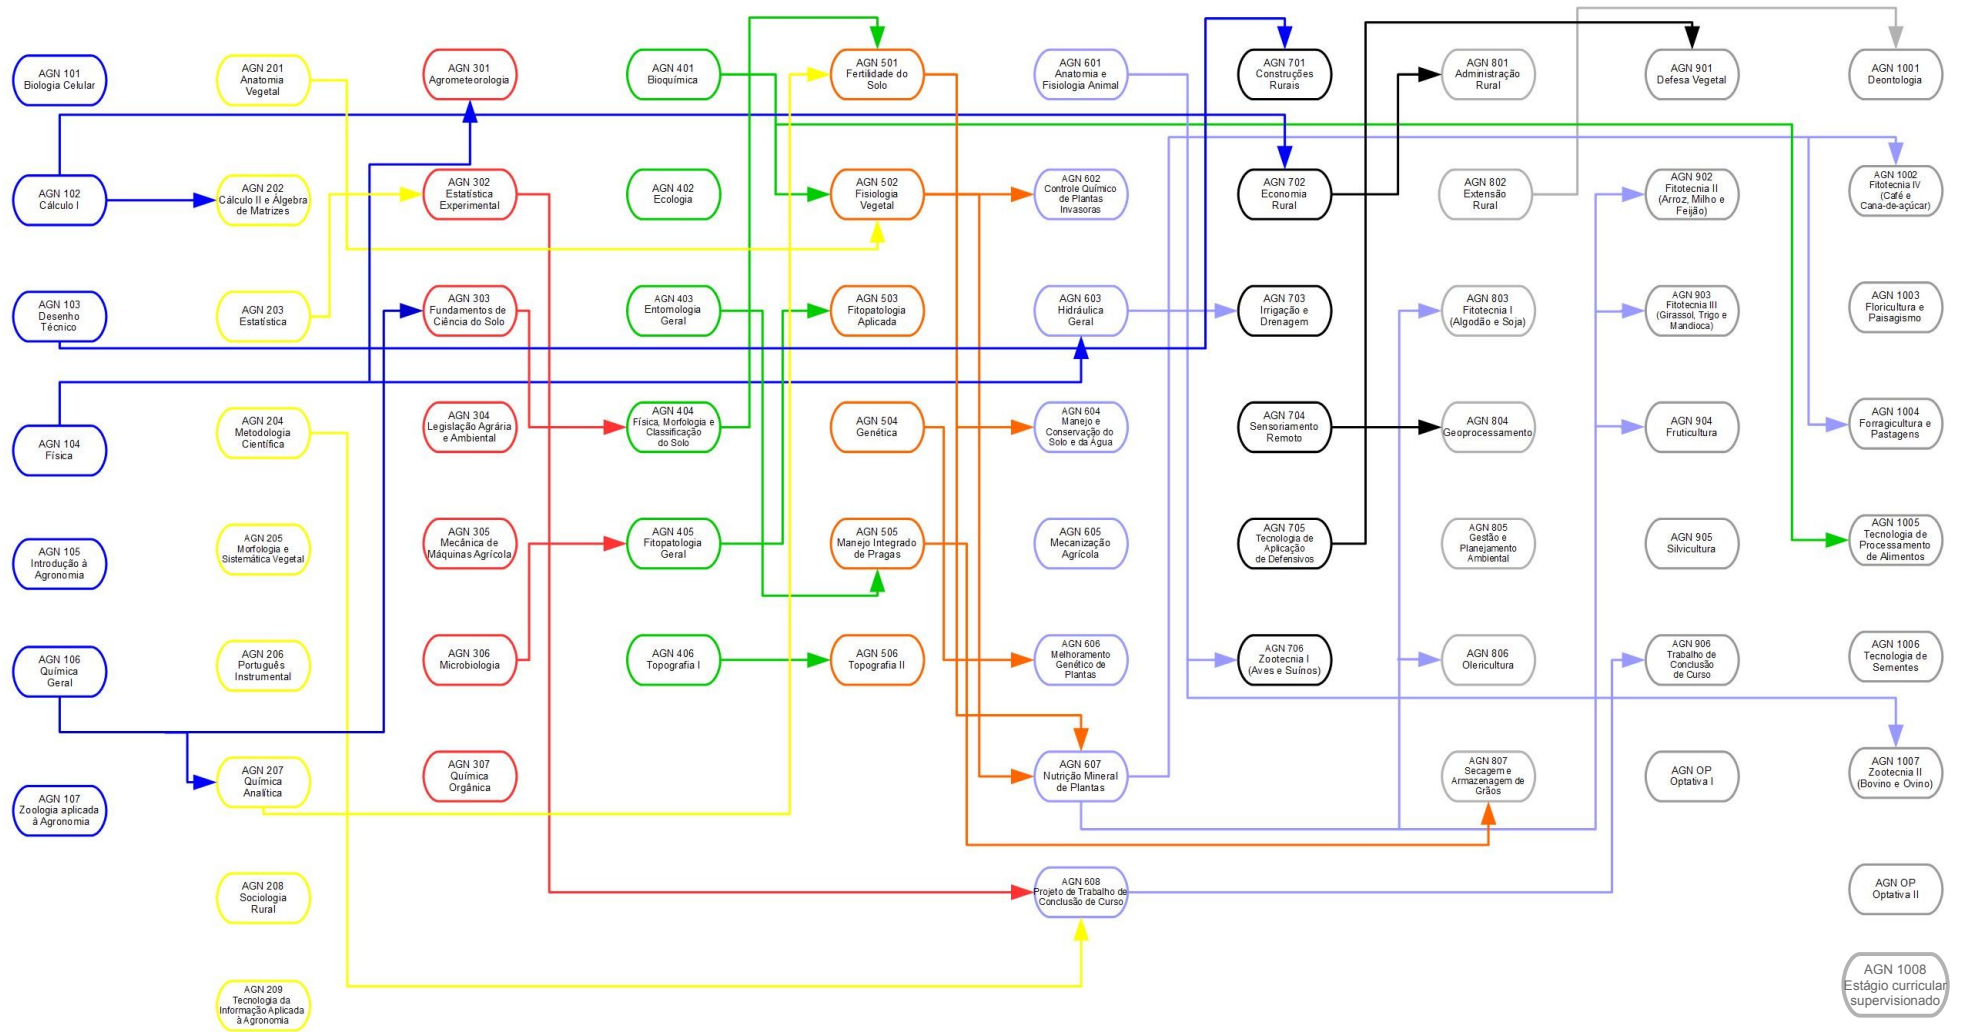 AGN 101
Biologia Celular
AGN 102
Cálculo I
AGN 103
Desenho
Técnico
AGN 104
Física
AGN 105
Introdução à
Agronomia
AGN 106
Química
Geral
AGN 107
Zoologia aplicada
à Agronomia
AGN 201
Anatomia
Vegetal
AGN 202
Cálculo II e Álgebra
de Matrizes
AGN 203
Estatística
AGN 204
Metodologia
Científica
AGN 205
Morfologia e
Sistemática Vegetal
AGN 206
Português
Instrumental
AGN 207
Química
Analítica
AGN 208
Sociologia
Rural
AGN 209
Tecnologia da
Informação Aplicada
à Agronomia
AGN 301
Agrometeorologia
AGN 302
Estatística
Experimental
AGN 303
Fundamentos de
Ciência do Solo
AGN 304
Legislação Agrária
e Ambiental
AGN 305
Mecânica de
Máquinas Agrícola
AGN 306
Microbiologia
AGN 307
Química
Orgânica
AGN 401
Bioquímica
AGN 402
Ecologia
AGN 403
Entomologia
Geral
AGN 404
Física, Morfologia e
Classificação
do Solo
AGN 405
Fitopatologia
Geral
AGN 406
Topografia I
AGN 501
Fertilidade do
Solo
AGN 502
Fisiologia
Vegetal
AGN 503
Fitopatologia
Aplicada
AGN 504
Genética
AGN 505
Manejo Integrado
de Pragas
AGN 506
Topografia II
AGN 601
Anatomia e
Fisiologia Animal
AGN 602
Controle Químico
de Plantas
Invasoras
AGN 603
Hidráulica
Geral
AGN 604
Manejo e
Conservação do
Solo e da Água
AGN 605
Mecanização
Agrícola
AGN 606
Melhoramento
Genético de
Plantas
AGN 607
Nutrição Mineral
de Plantas
AGN 608
Projeto de Trabalho de
Conclusão de Curso
AGN 701
Construções
Rurais
AGN 702
Economia
Rural
AGN 703
Irrigação e
Drenagem
AGN 704
Sensoriamento
Remoto
AGN 705
Tecnologia de
Aplicação
de Defensivos
AGN 706
Zootecnia I
(Aves e Suínos)
AGN 801
Administração
Rural
AGN 802
Extensão
Rural
AGN 803
Fitotecnia I
(Algodão e Soja)
AGN 804
Geoprocessamento
AGN 805
Gestão e
Planejamento
Ambiental
AGN 806
Olericultura
AGN 807
Secagem e
Armazenagem de
Grãos
AGN 901
Defesa Vegetal
AGN 902
Fitotecnia II
(Arroz, Milho e
Feijão)
AGN 903
Fitotecnia III
(Girassol, Trigo e
Mandioca)
AGN 904
Fruticultura
AGN 905
Silvicultura
AGN 906
Trabalho de
Conclusão
de Curso
AGN OP
Optativa I
AGN 1001
Deontologia
AGN 1002
Fitotecnia IV
(Café e
Cana-de-açúcar)
AGN 1003
Floricultura e
Paisagismo
AGN 1004
Forragicultura e
Pastagens
AGN 1005
Tecnologia de
Processamento
de Alimentos
AGN 1006
Tecnologia de
Sementes
AGN 1007
Zootecnia II
(Bovino e Ovino)
AGN OP
Optativa II
AGN 1008
Estágio curricular
supervisionado